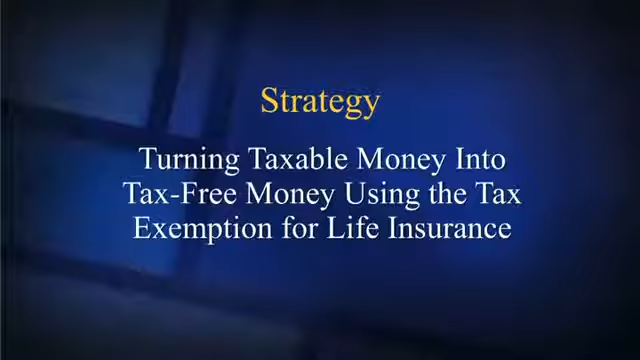 Strategy
Turning Taxable Money Into
Tax-Free Money Using the Tax
Exemption for Life Insurance